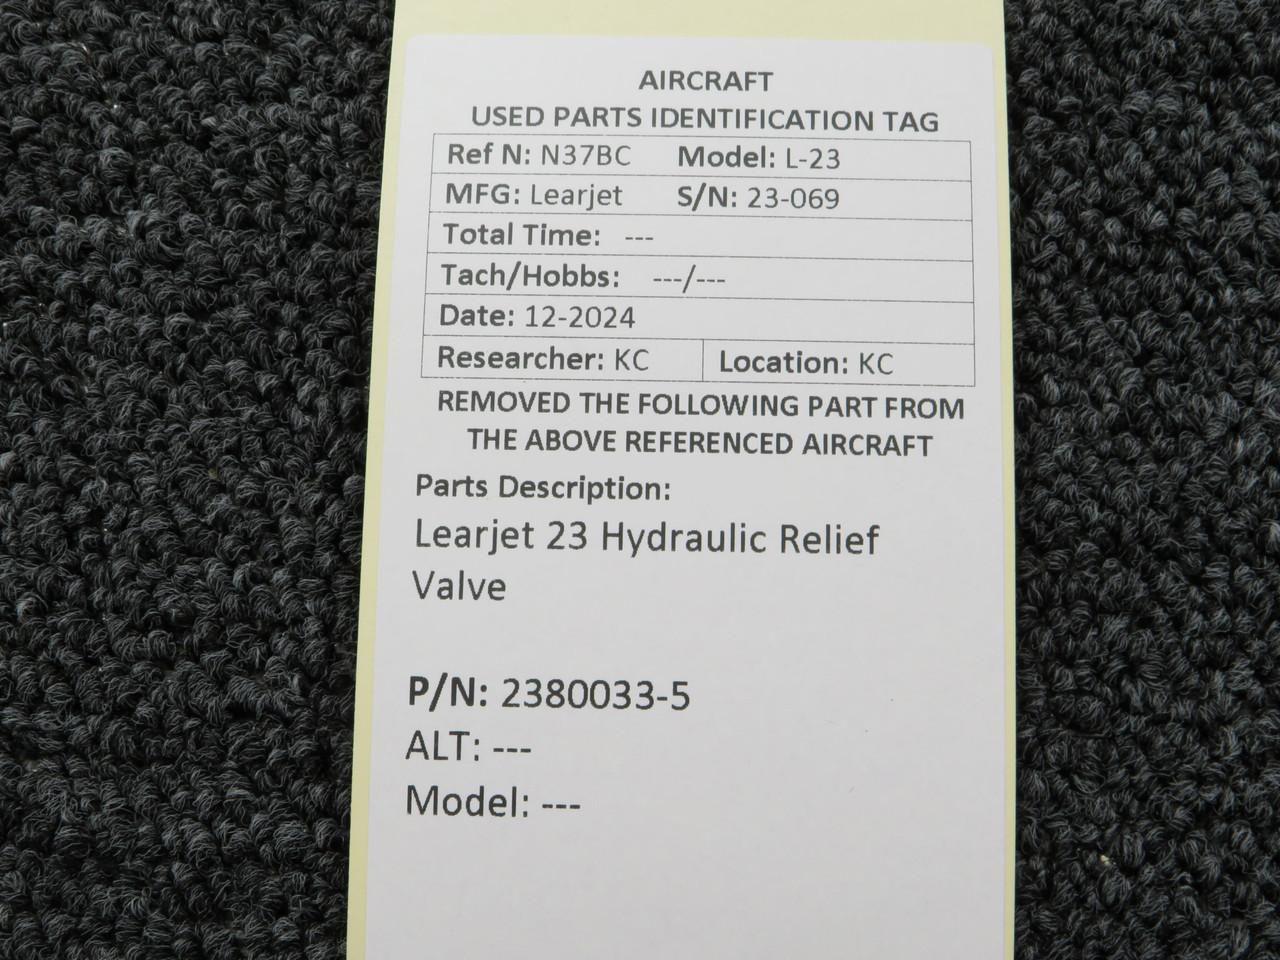 AIRCRAFT
USED PARTS IDENTIFICATION TAG
Ref N: N37BC Model: L-23
MFG: Learjet S/N: 23-069
Total Time: ---
Tach/Hobbs: ---/---
Date: 12-2024
Researcher: KC Location: KC
REMOVED THE FOLLOWING PART FROM
THE ABOVE REFERENCED AIRCRAFT
Parts Description:
Learjet 23 Hydraulic Relief
Valve
P/N: 2380033-5
ALT: ---
Model: ---